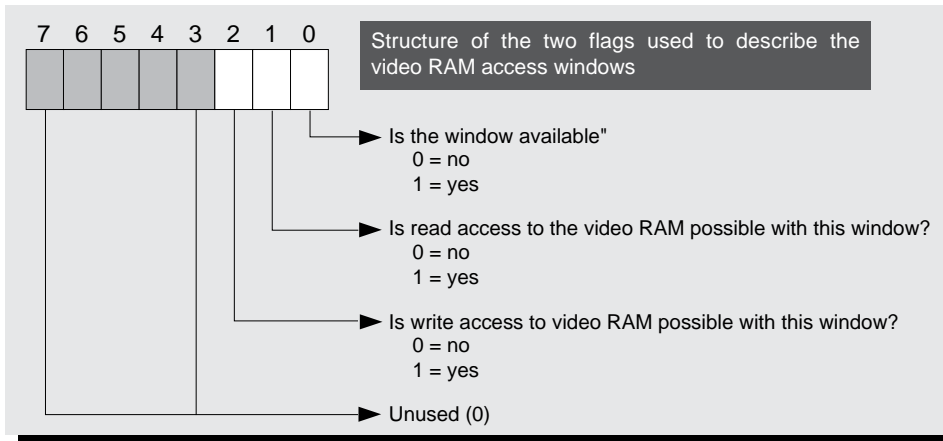 7 6 5 4 3 2 1 0
Structure of the two flags used to describe the
video RAM access windows
Is the window available"
0 = no
1 = yes
Is read access to the video RAM possible with this window?
0 = no
1 = yes
Is write access to video RAM possible with this window?
0 = no
1 = yes
Unused (0)